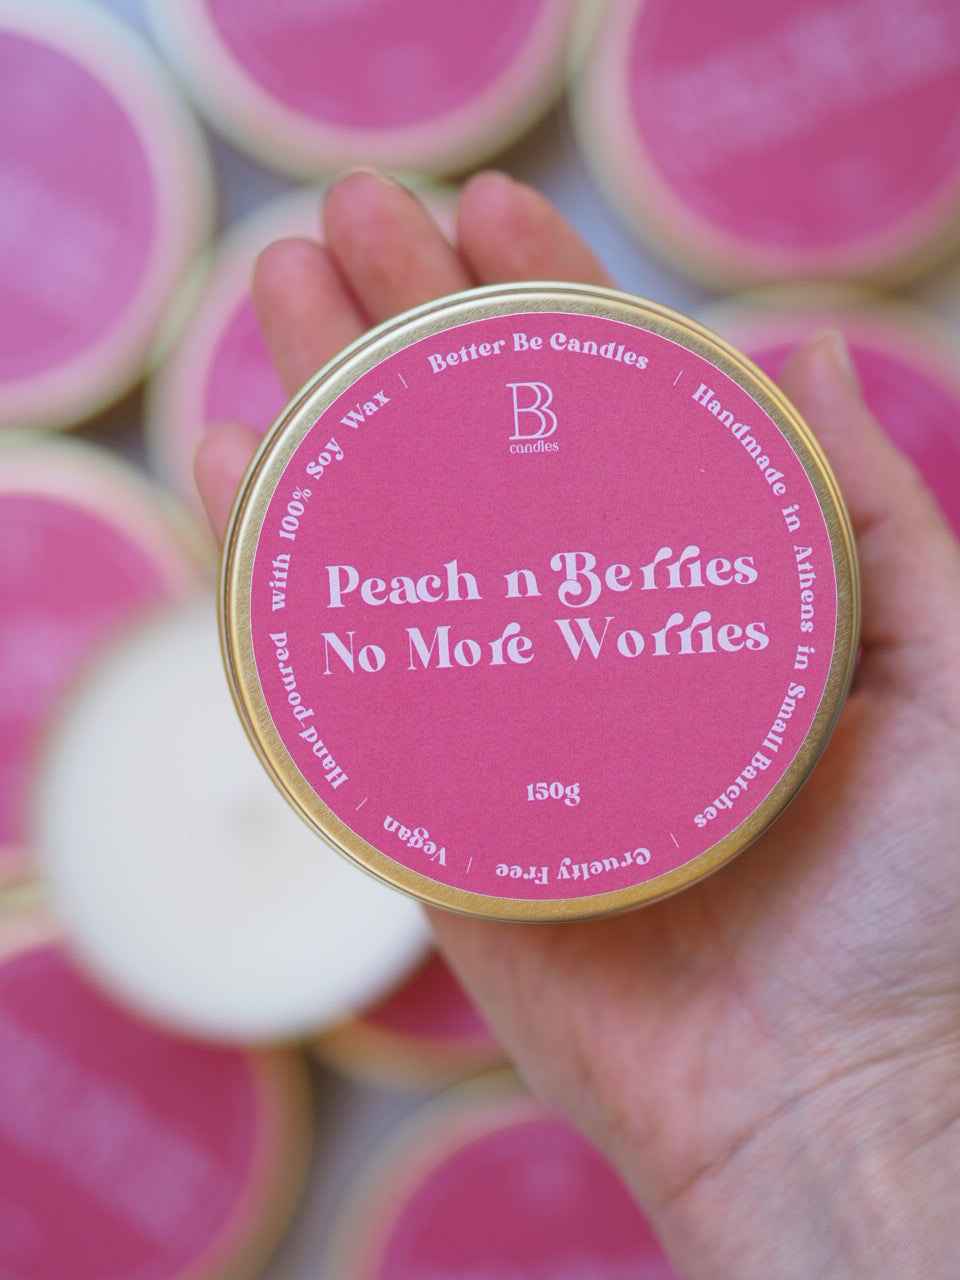 Better Be Candles
B
candles
Peach n Berries
No More Worries
150g
Handmade in Athens in Small Batches
Cruelty Free
Vegan
Hand-poured with 100% Soy Wax